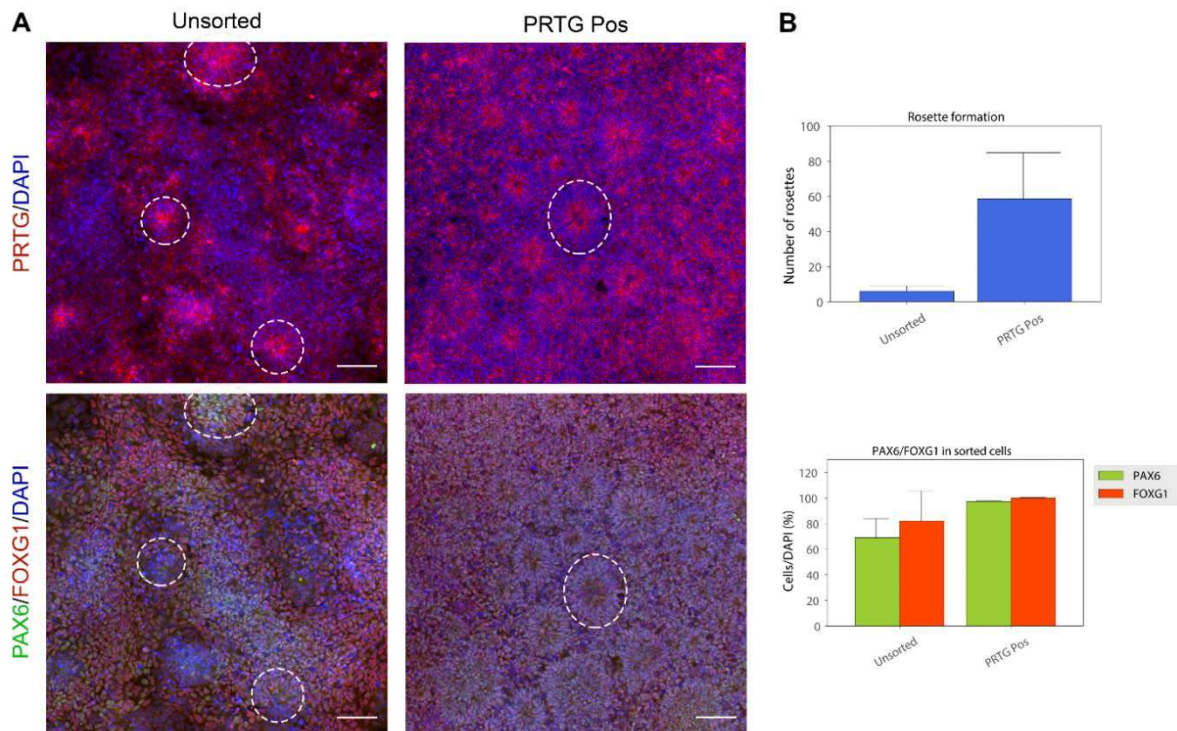 A
Unsorted
PRTG Pos
PRTG/DAPI
PAX6/FOXG1/DAPI
B
Rosette formation
Number of rosettes
100
80
60
40
20
0
Unsorted
PRTG Pos
PAX6/FOXG1 in sorted cells
Cells/DAPI (%)
120
100
80
60
40
20
0
Unsorted
PRTG Pos
PAX6
FOXG1